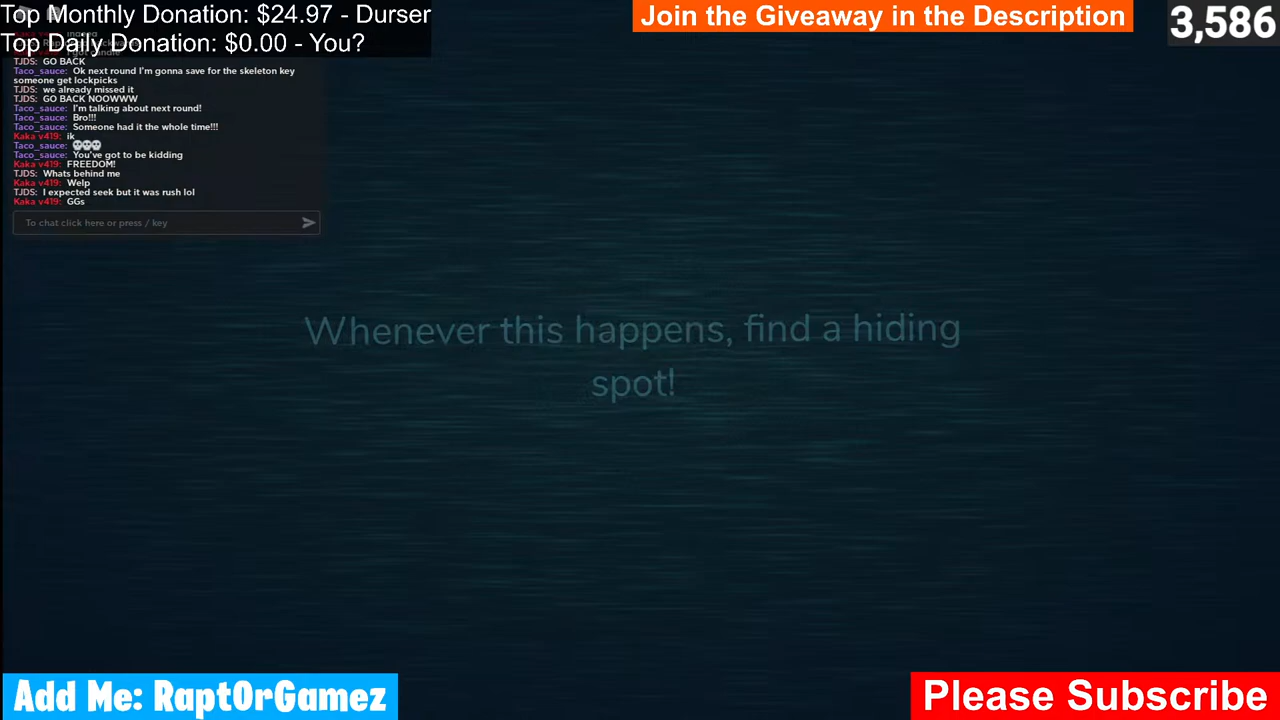 Top Monthly Donation: $24.97 - Durser
Top Daily Donation: $0.00 - You?
Join the Giveaway in the Description
3,586
TJDS: GO BACK
Taco_sauce: Ok next round I'm gonna save for the skeleton key
someone get lockpicks
TJDS: we already missed it
TJDS: GO BACK NOOWWW
Taco_sauce: I'm talking about next round!
Taco_sauce: Bro!!!
Taco_sauce: Someone had it the whole time!!!
Kaka v419: ik
Taco_sauce: 💀💀💀
Taco_sauce: You've got to be kidding
Kaka v419: FREEDOM!
TJDS: Whats behind me
Kaka v419: Welp
TJDS: I expected seek but it was rush lol
Kaka v419: GGs
To chat click here or press / key
Whenever this happens, find a hiding
spot!
Add Me: Rapt0rGamez
Please Subscribe